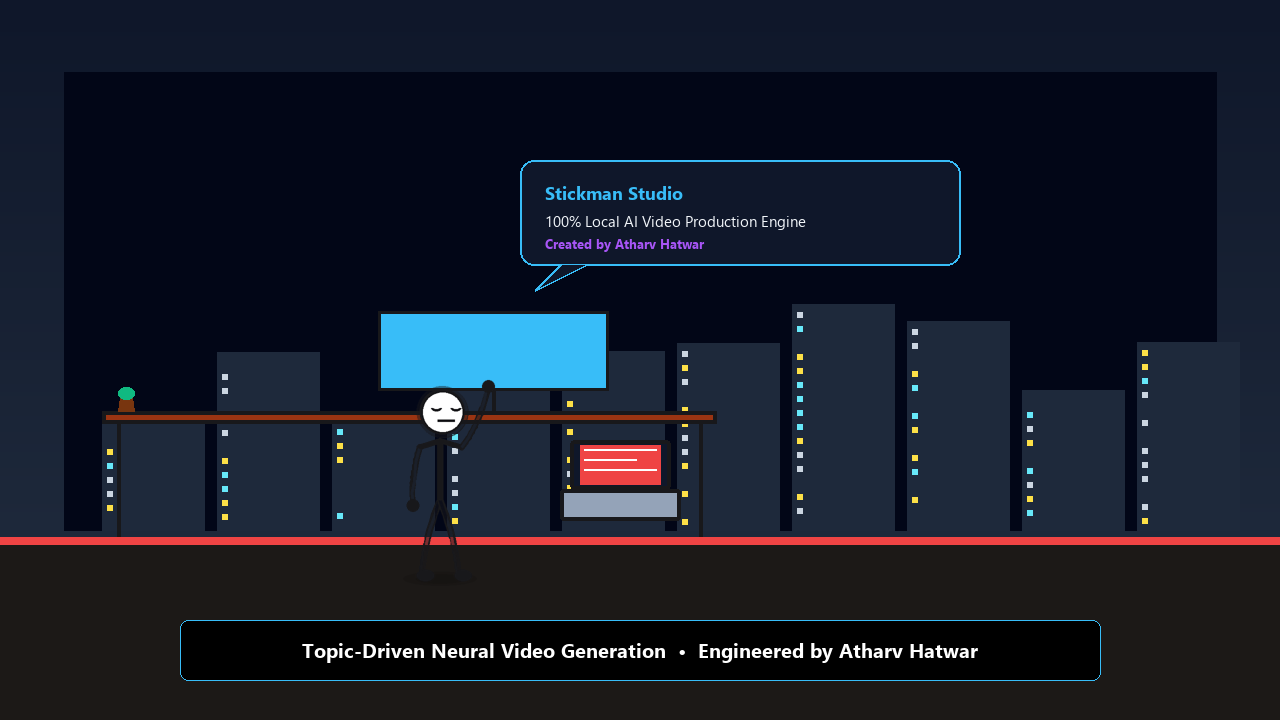 Stickman Studio
100% Local AI Video Production Engine
Created by Atharv Hatwar
Topic-Driven Neural Video Generation • Engineered by Atharv Hatwar